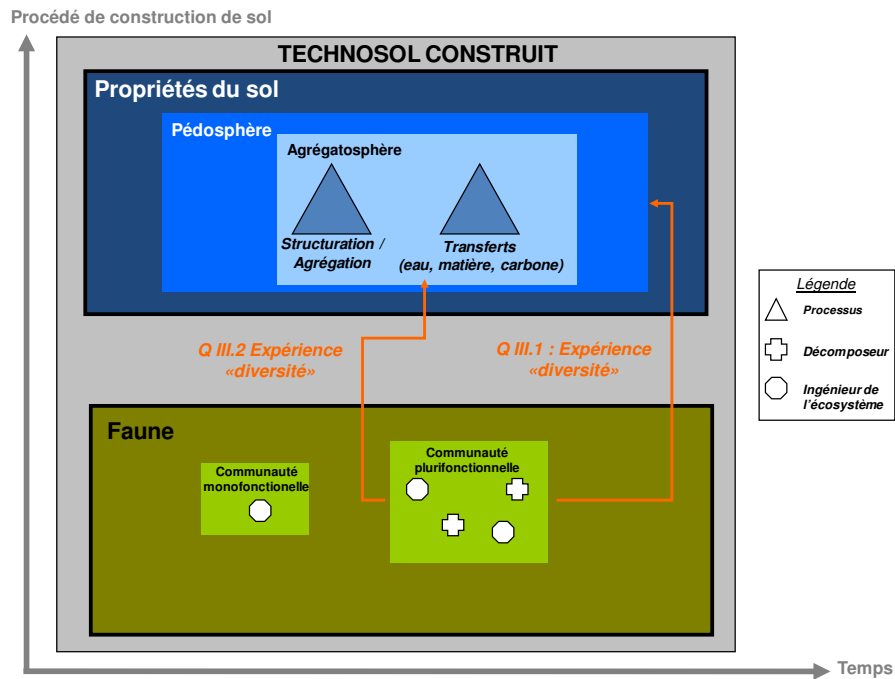 Procédé de construction de sol
TECHNOSOL CONSTRUIT
Propriétés du sol
Pédosphère
Agrégatosphère
Structuration /
Agrégation
Transferts
(eau, matière, carbone)
Q III.2 Expérience
«diversité»
Q III.1 : Expérience
«diversité»
Légende
Processus
Décomposeur
Ingénieur de
l'écosystème
Faune
Communauté
monofonctionelle
Communauté
plurifonctionnelle
Temps